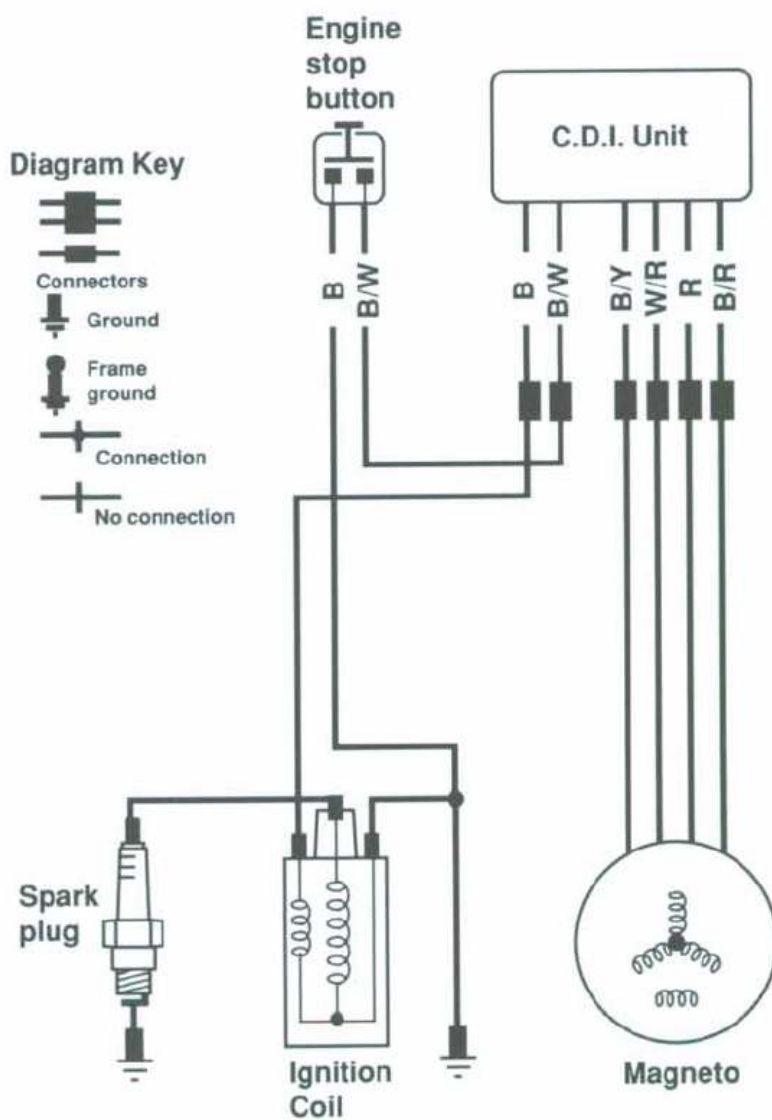 Engine
stop
button
C.D.I. Unit
Diagram Key
Connectors
Ground
Frame
ground
Connection
No connection
B
B/W
B
B/W
B/Y
W/R
R
B/R
Spark
plug
Ignition
Coil
Magneto